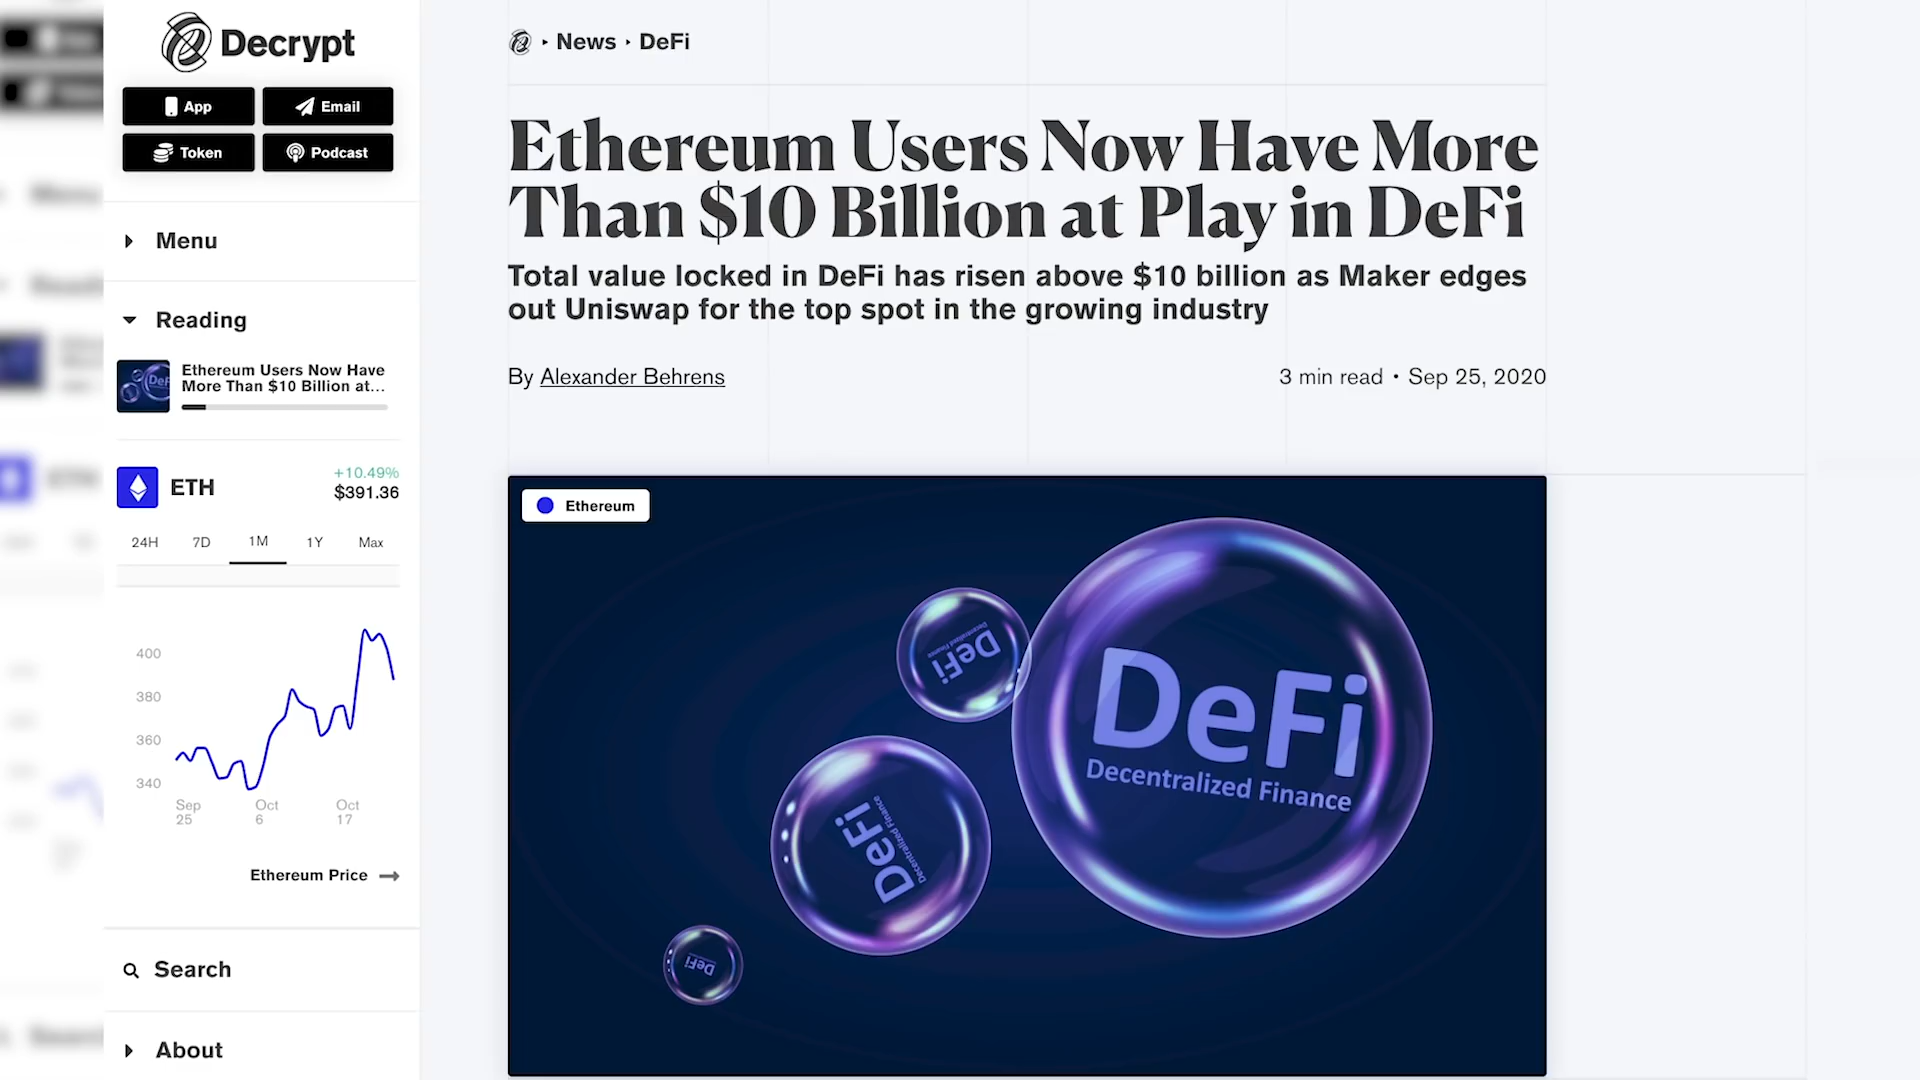 Decrypt
App
Email
Token
Podcast
Menu
Reading
Ethereum Users Now Have
More Than $10 Billion at...
ETH
+10.49%
$391.36
24H
7D
1M
1Y
Max
400
380
360
340
Sep
25
Oct
6
Oct
17
Ethereum Price
Search
About
News
DeFi
Ethereum Users Now Have More
Than $10 Billion at Play in DeFi
Total value locked in DeFi has risen above $10 billion as Maker edges
out Uniswap for the top spot in the growing industry
By Alexander Behrens
3 min read • Sep 25, 2020
Ethereum
DeFi
Decentralized Finance
DeFi
Decentralized Finance
DeFi
Decentralized Finance
DeFi